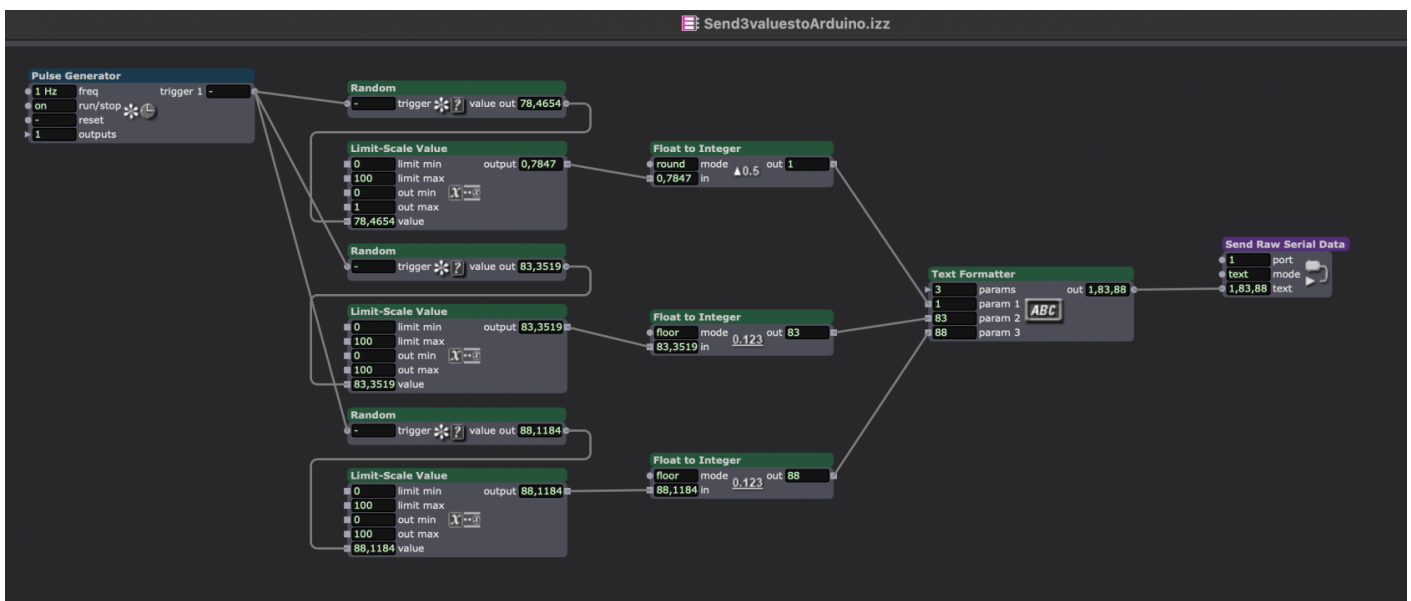 Send3valuestoArduino.izz
Pulse Generator
1 Hz freq trigger 1 -
on run/stop
- reset
1 outputs
Random
- trigger ? value out 78,4654
Limit-Scale Value
0 limit min output 0,7847
100 limit max
0 out min
1 out max
78,4654 value
Random
- trigger ? value out 83,3519
Limit-Scale Value
0 limit min output 83,3519
100 limit max
0 out min
100 out max
83,3519 value
Random
- trigger ? value out 88,1184
Limit-Scale Value
0 limit min output 88,1184
100 limit max
0 out min
100 out max
88,1184 value
Float to Integer
round mode ▲0.5 out 1
0,7847 in
Float to Integer
floor mode 0.123 out 83
83,3519 in
Float to Integer
floor mode 0.123 out 88
88,1184 in
Text Formatter
3 params out 1,83,88
1 param 1 ABC
83 param 2
88 param 3
Send Raw Serial Data
1 port
text mode
1,83,88 text